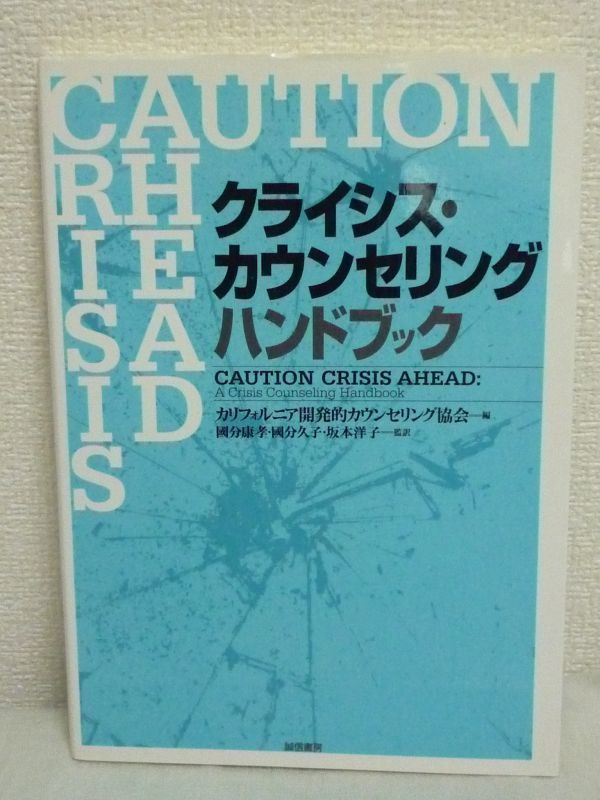 CAUTION
CRISIS
AHEAD
クライシス・
カウンセリング
ハンドブック
CAUTION CRISIS AHEAD:
A Crisis Counseling Handbook
カリフォルニア開発的カウンセリング協会—編
國分康孝・國分久子・坂本洋子—監訳
誠信書房